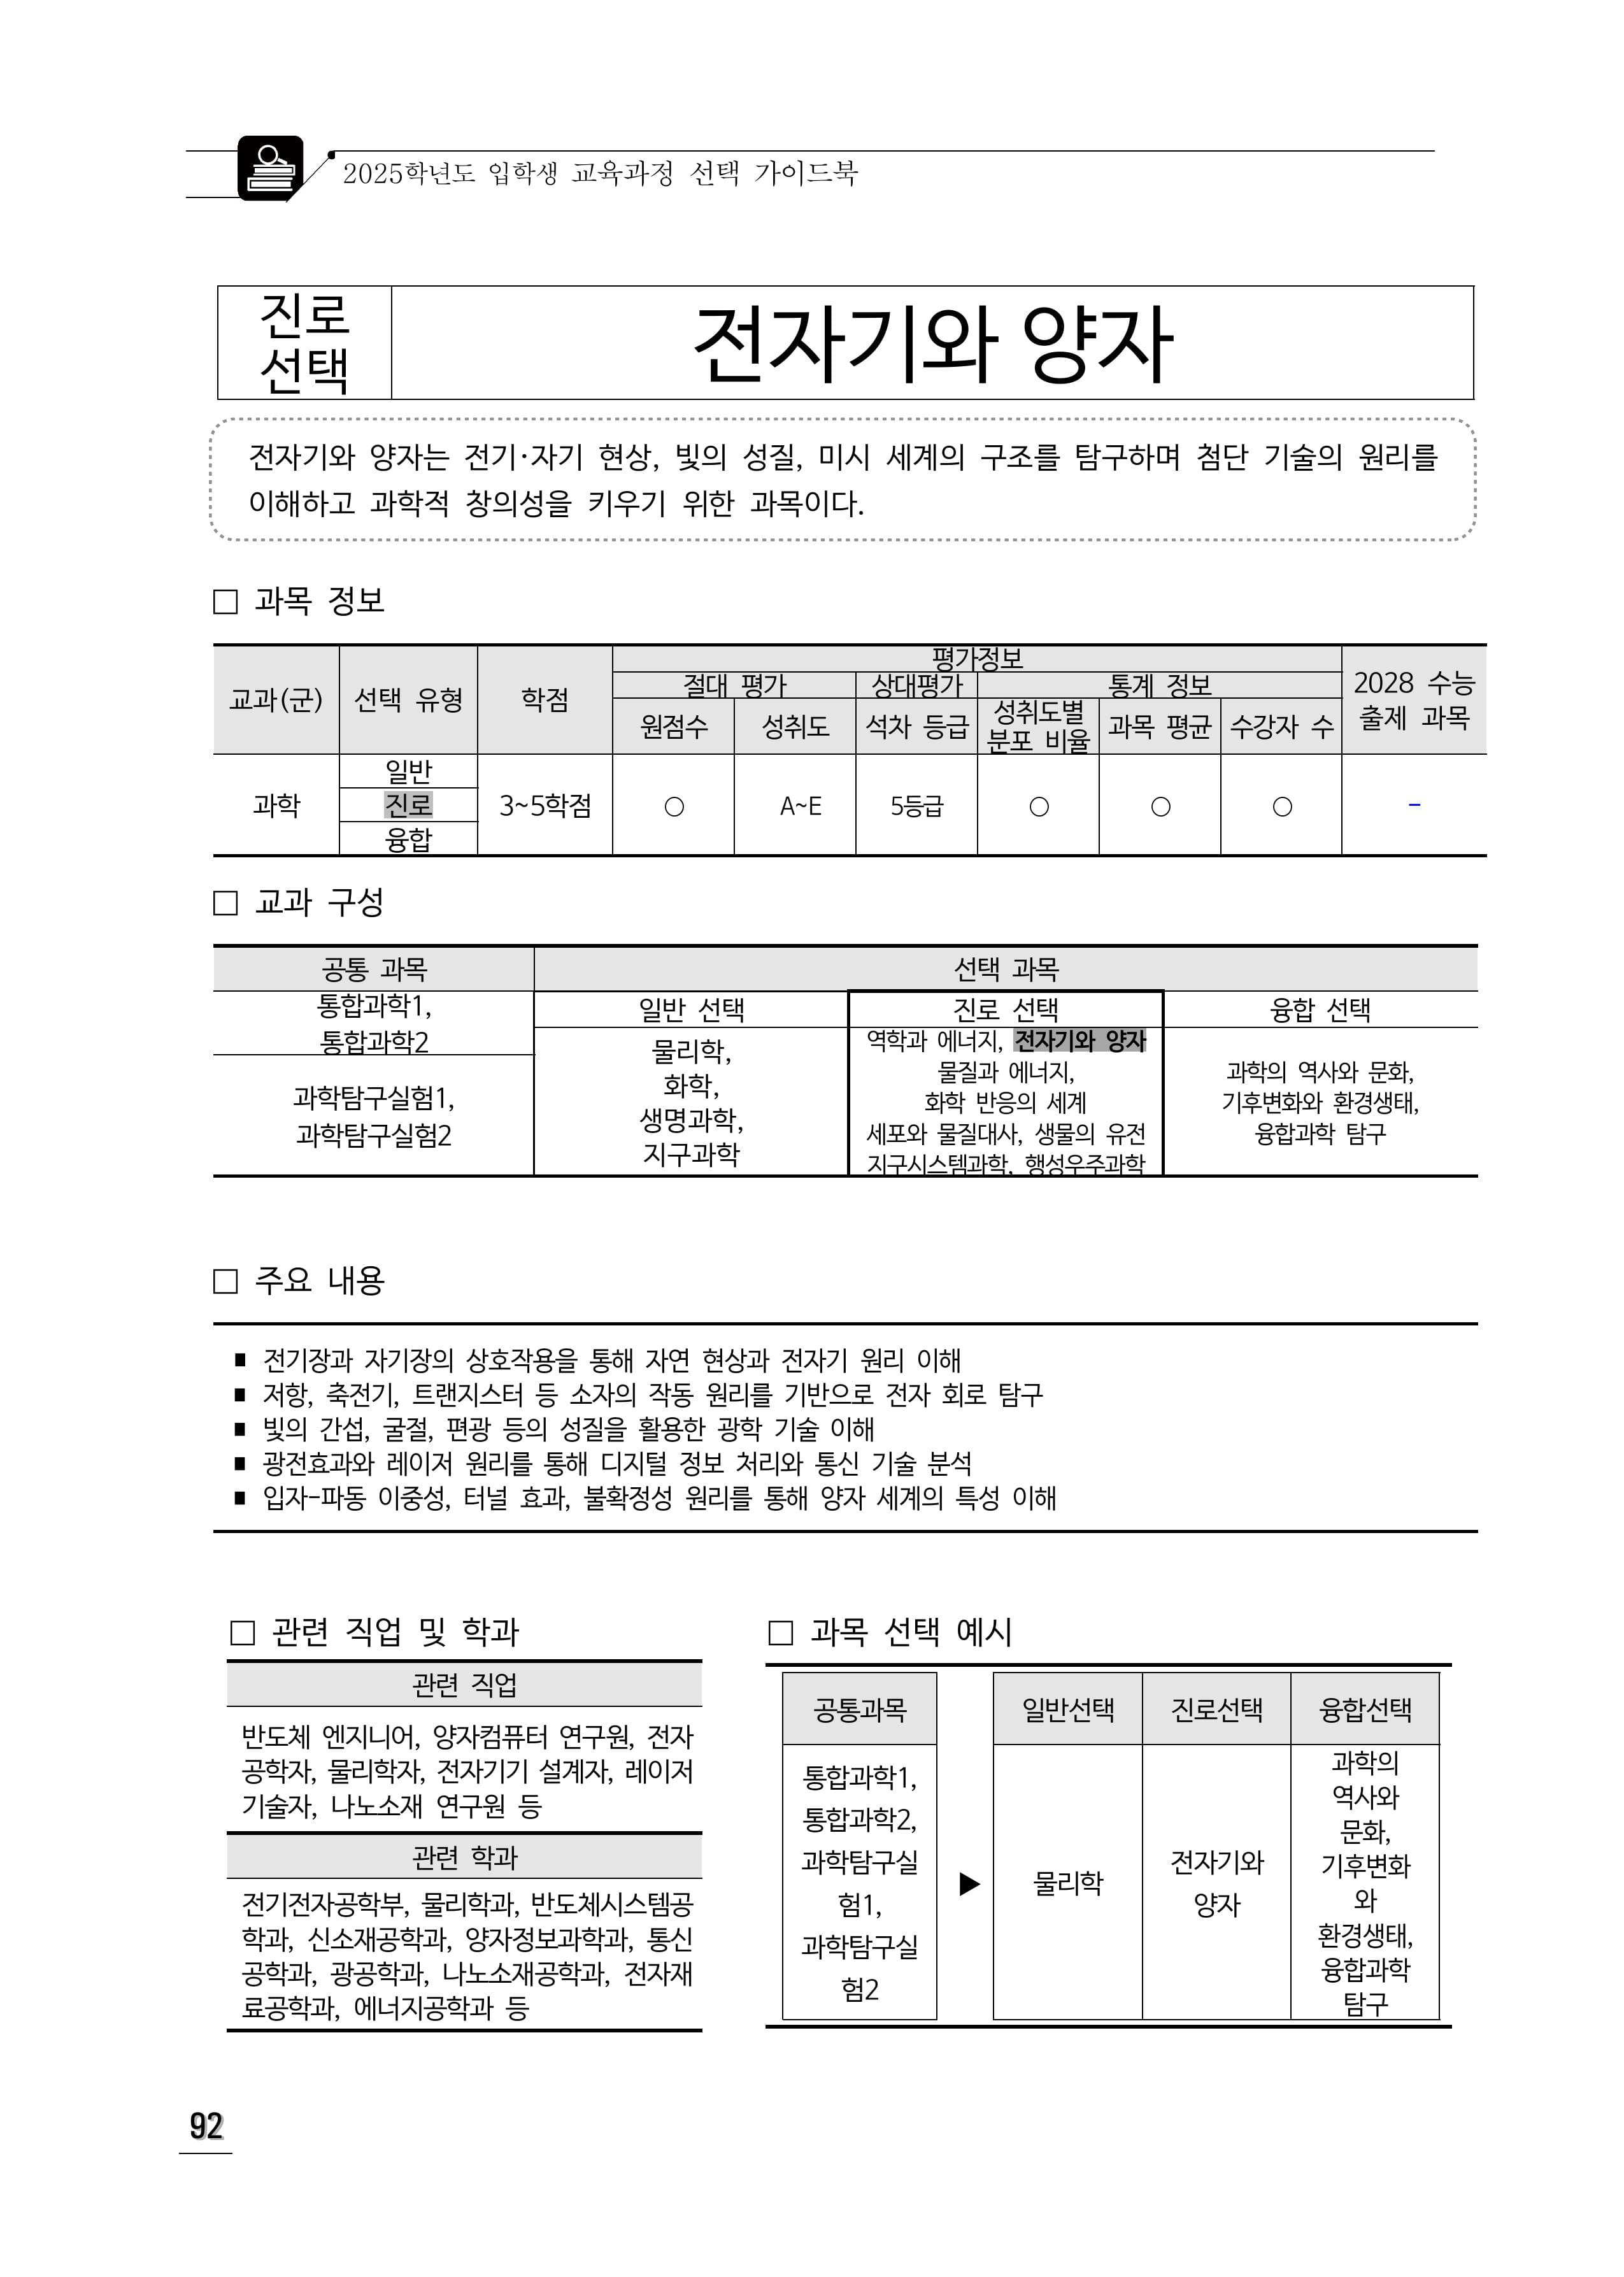 2025학년도 입학생 교육과정 선택 가이드북
진로
선택
전자기와 양자
전자기와 양자는 전기·자기 현상, 빛의 성질, 미시 세계의 구조를 탐구하며 첨단 기술의 원리를
이해하고 과학적 창의성을 키우기 위한 과목이다.
□ 과목 정보
교과(군) 선택 유형 학점 평가정보 2028 수능
출제 과목
절대 평가 상대평가 통계 정보
원점수 성취도 석차 등급 성취도별
분포 비율 과목 평균 수강자 수
과학 일반
진로
융합
3~5학점 ○ A~E 5등급 ○ ○ ○ -
□ 교과 구성
공통 과목 선택 과목
통합과학1,
통합과학2
과학탐구실험1,
과학탐구실험2
일반 선택 진로 선택 융합 선택
물리학,
화학,
생명과학,
지구과학
역학과 에너지, 전자기와 양자
물질과 에너지,
화학 반응의 세계
세포와 물질대사, 생물의 유전
지구시스템과학, 행성우주과학
과학의 역사와 문화,
기후변화와 환경생태,
융합과학 탐구
□ 주요 내용
■ 전기장과 자기장의 상호작용을 통해 자연 현상과 전자기 원리 이해
■ 저항, 축전기, 트랜지스터 등 소자의 작동 원리를 기반으로 전자 회로 탐구
■ 빛의 간섭, 굴절, 편광 등의 성질을 활용한 광학 기술 이해
■ 광전효과와 레이저 원리를 통해 디지털 정보 처리와 통신 기술 분석
■ 입자-파동 이중성, 터널 효과, 불확정성 원리를 통해 양자 세계의 특성 이해
□ 관련 직업 및 학과
관련 직업
반도체 엔지니어, 양자컴퓨터 연구원, 전자
공학자, 물리학자, 전자기기 설계자, 레이저
기술자, 나노소재 연구원 등
관련 학과
전기전자공학부, 물리학과, 반도체시스템공
학과, 신소재공학과, 양자정보과학과, 통신
공학과, 광공학과, 나노소재공학과, 전자재
료공학과, 에너지공학과 등
□ 과목 선택 예시
공통과목
통합과학1,
통합과학2,
과학탐구실
험1,
과학탐구실
험2
▶
일반선택 진로선택 융합선택
물리학
전자기와
양자
과학의
역사와
문화,
기후변화
와
환경생태,
융합과학
탐구
92